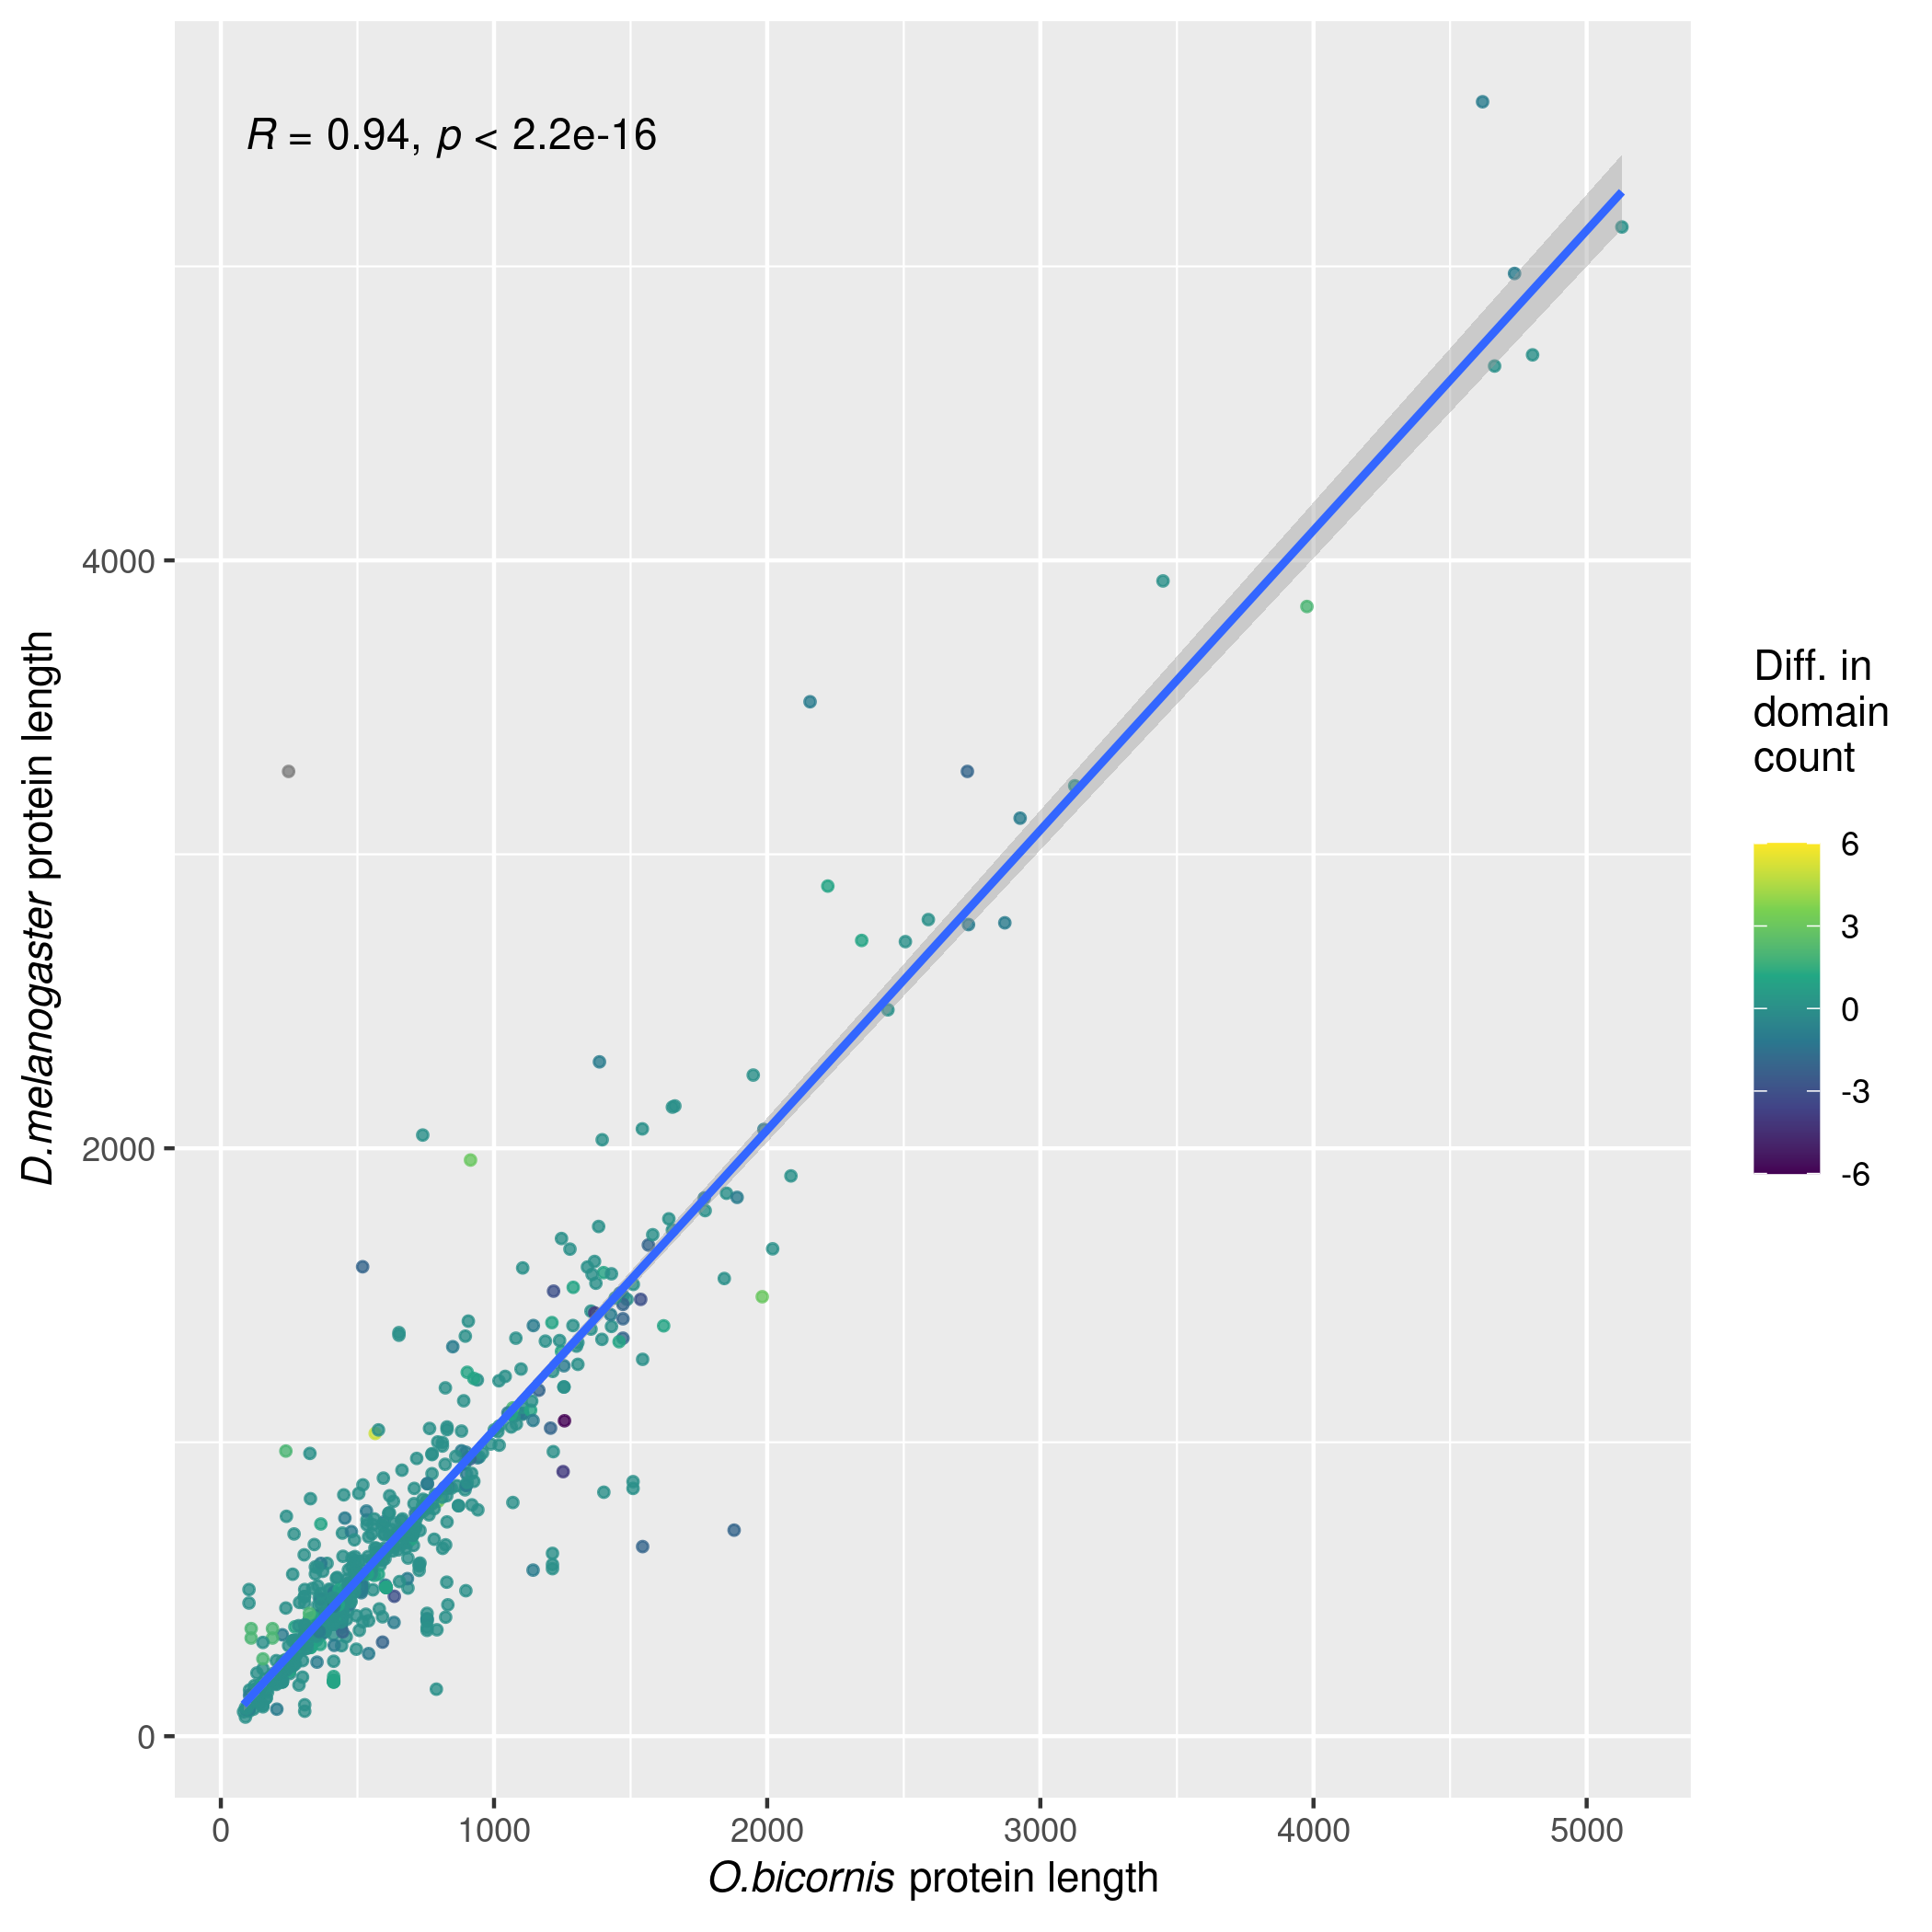 R = 0.94, p < 2.2e-16
D.melanogaster protein length
4000
2000
0
0
1000
2000
3000
4000
5000
O.bicornis protein length
Diff. in
domain
count
6
3
0
-3
-6